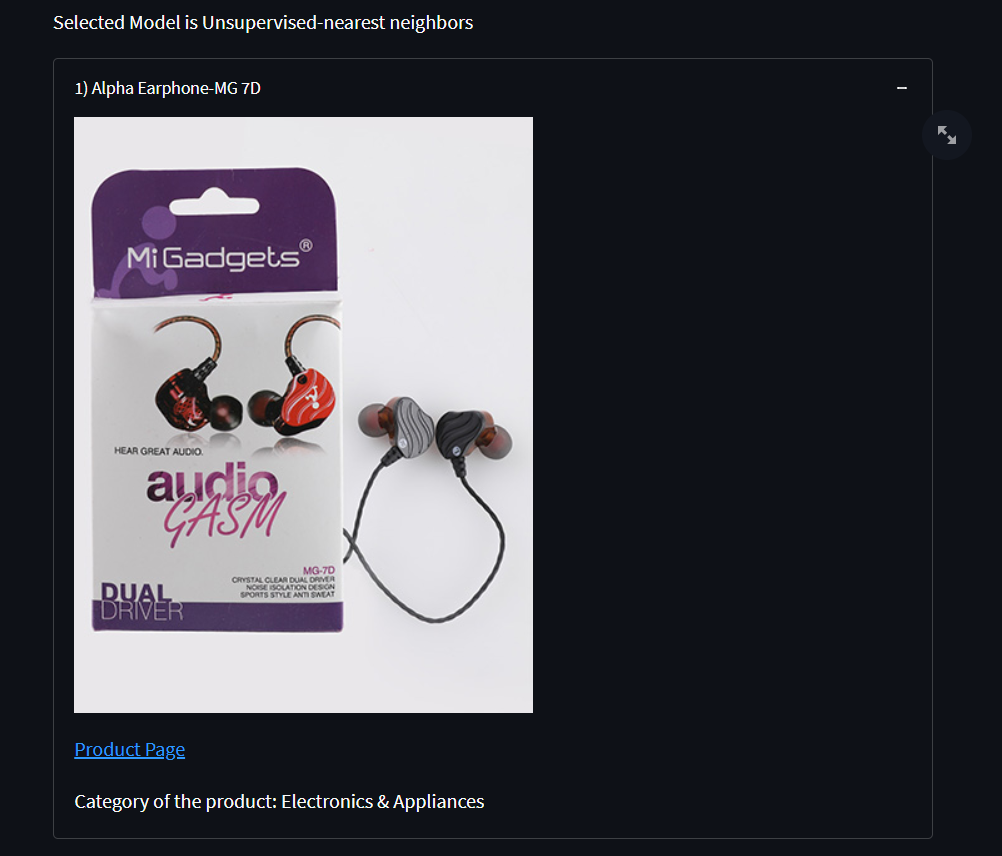 Selected Model is Unsupervised-nearest neighbors
1) Alpha Earphone-MG 7D
Mi Gadgets®
HEAR GREAT AUDIO.
audio
GASM
MG-7D
CRYSTAL CLEAR DUAL DRIVER
NOISE ISOLATION DESIGN
SPORTS STYLE ANTI SWEAT
DUAL
DRIVER
Product Page
Category of the product: Electronics & Appliances